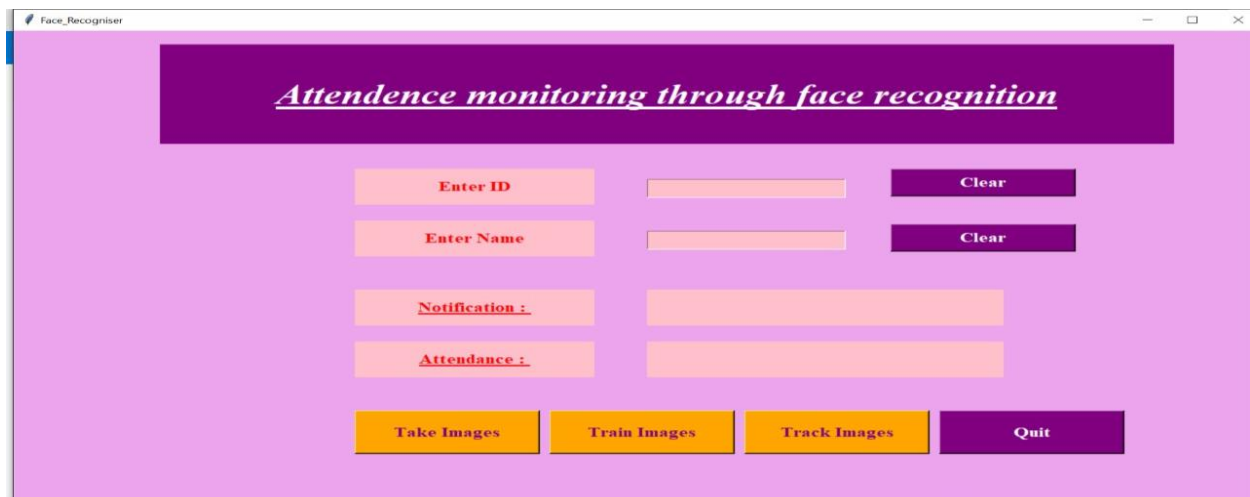 Face_Recogniser
Attendence monitoring through face recognition
Enter ID
Clear
Enter Name
Clear
Notification :
Attendance :
Take Images Train Images Track Images Quit